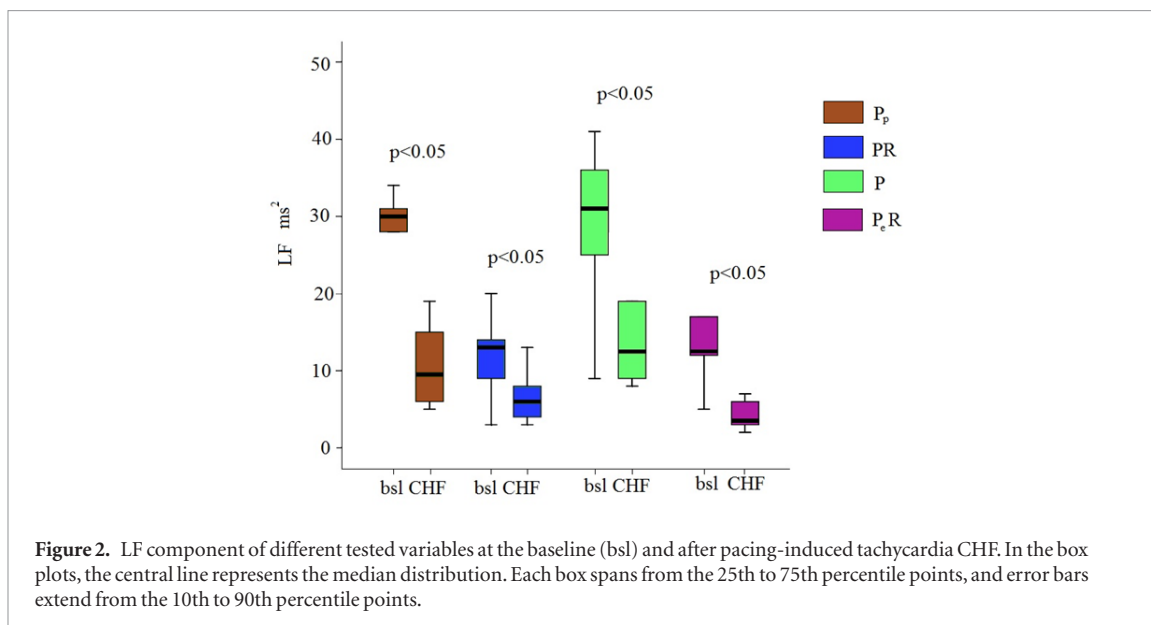 50
40
30
20
10
0
LF ms²
p<0.05
p<0.05
p<0.05
p<0.05
bsl CHF
bsl CHF
bsl CHF
bsl CHF
Pp
PR
P
PeR
Figure 2. LF component of different tested variables at the baseline (bsl) and after pacing-induced tachycardia CHF. In the box
plots, the central line represents the median distribution. Each box spans from the 25th to 75th percentile points, and error bars
extend from the 10th to 90th percentile points.